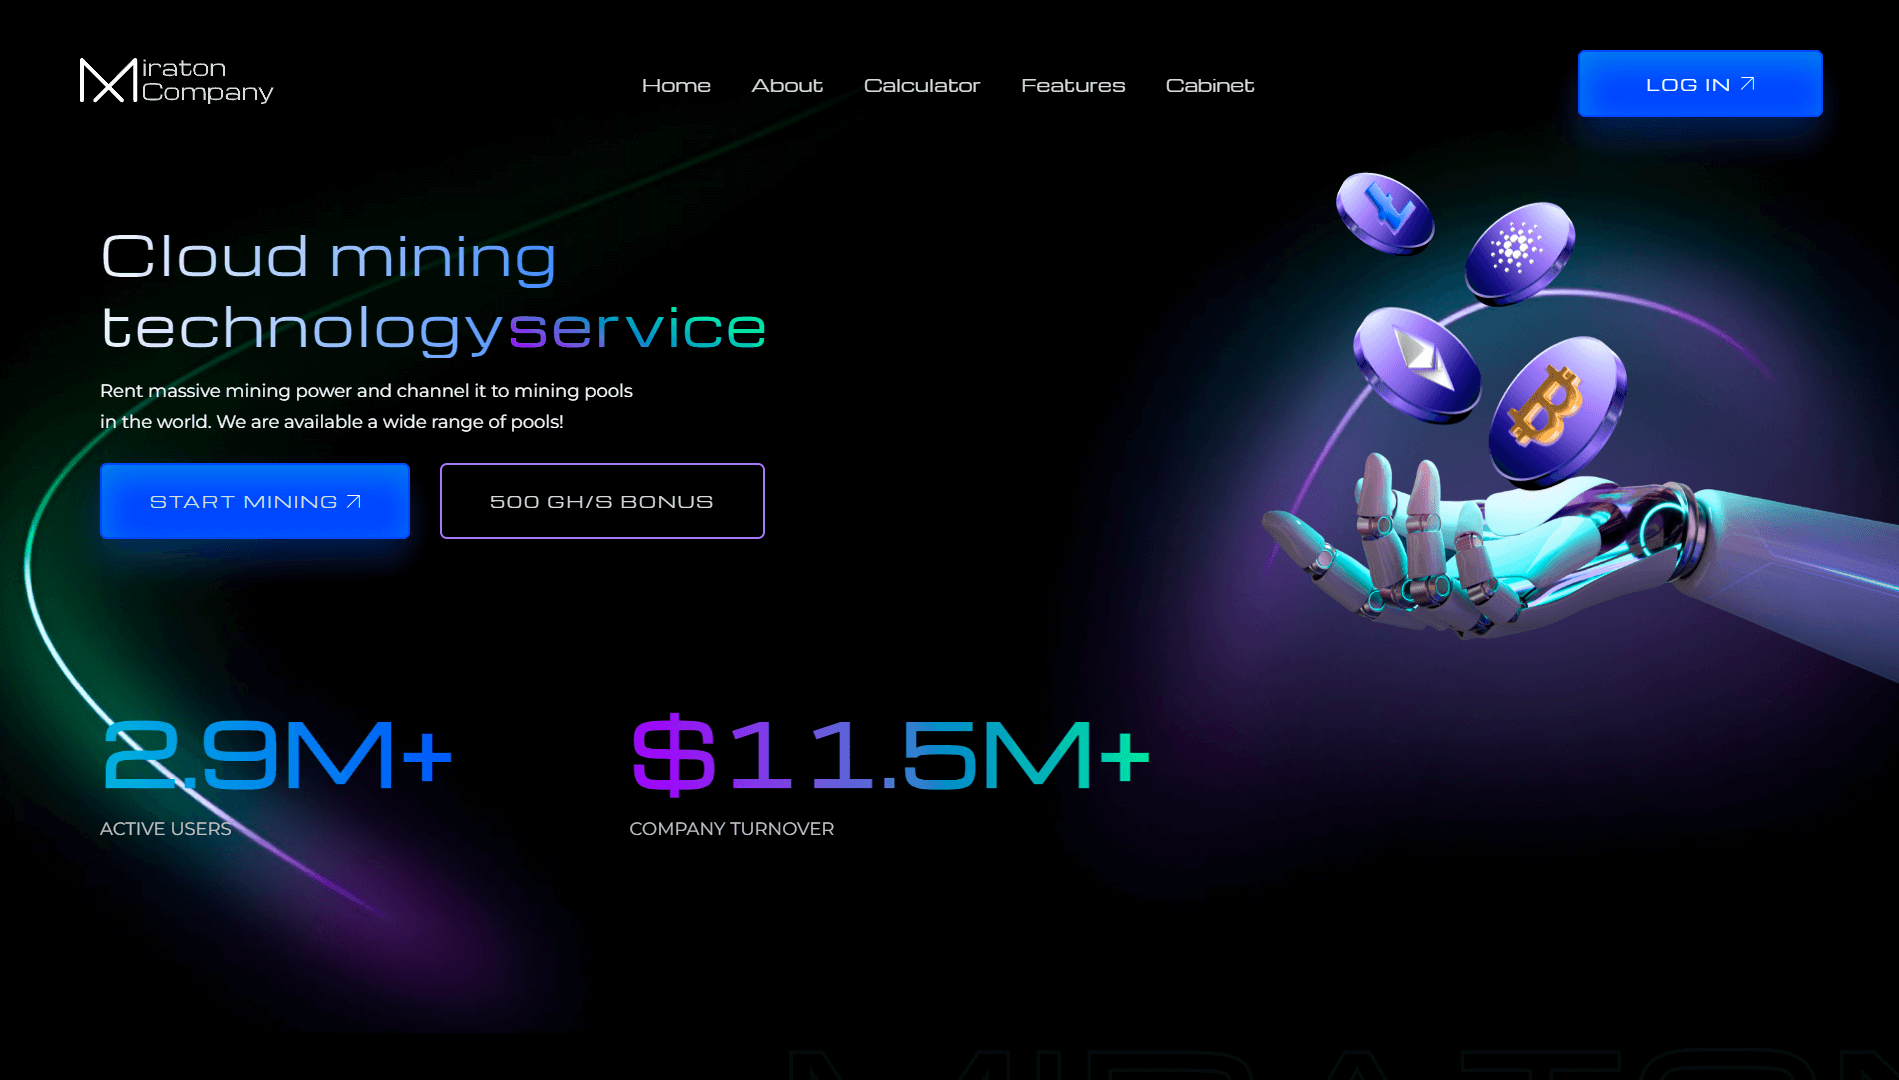 Miraton
Company
Home
About
Calculator
Features
Cabinet
LOG IN
Cloud mining
technologyservice
Rent massive mining power and channel it to mining pools
in the world. We are available a wide range of pools!
START MINING
500 GH/S BONUS
2.9M+
$11.5M+
ACTIVE USERS
COMPANY TURNOVER
MIRATON